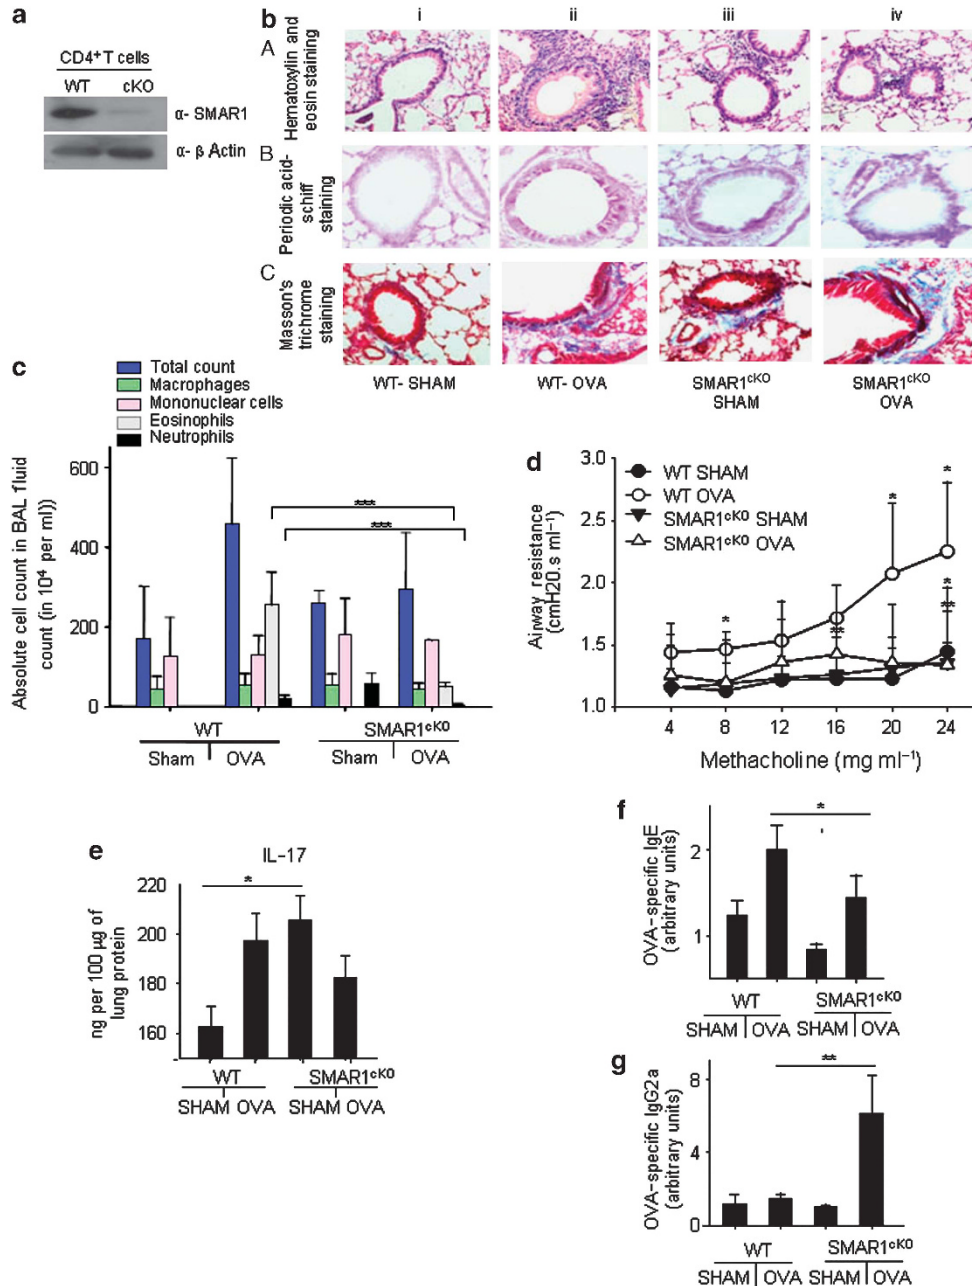 a
CD4⁺ T cells
WT cKO
α- SMAR1
α- β Actin
b
i ii iii iv
A
Hematoxylin and
eosin staining
B
Periodic acid-
schiff
staining
C
Masson's
trichrome
staining
WT- SHAM
WT- OVA
SMAR1ᶜᴷᴼ
SHAM
SMAR1ᶜᴷᴼ
OVA
c
Total count
Macrophages
Mononuclear cells
Eosinophils
Neutrophils
Absolute cell count in BAL fluid
count (in 10⁴ per ml))
600
400
200
0
***
***
WT
SMAR1ᶜᴷᴼ
Sham OVA
Sham OVA
d
WT SHAM
WT OVA
SMAR1ᶜᴷᴼ SHAM
SMAR1ᶜᴷᴼ OVA
Airway resistance
(cmH20.s ml⁻¹)
3.0
2.5
2.0
1.5
1.0
*
**
*
*
*
**
4 8 12 16 20 24
Methacholine (mg ml⁻¹)
e
IL-17
ng per 100 µg of
lung protein
220
200
180
160
*
WT
SMAR1ᶜᴷᴼ
SHAM OVA
SHAM OVA
f
OVA-specific IgE
(arbitrary units)
2
1
*
WT
SMAR1ᶜᴷᴼ
SHAM OVA
SHAM OVA
g
OVA-specific IgG2a
(arbitrary units)
8
4
0
**
WT
SMAR1ᶜᴷᴼ
SHAM OVA
SHAM OVA